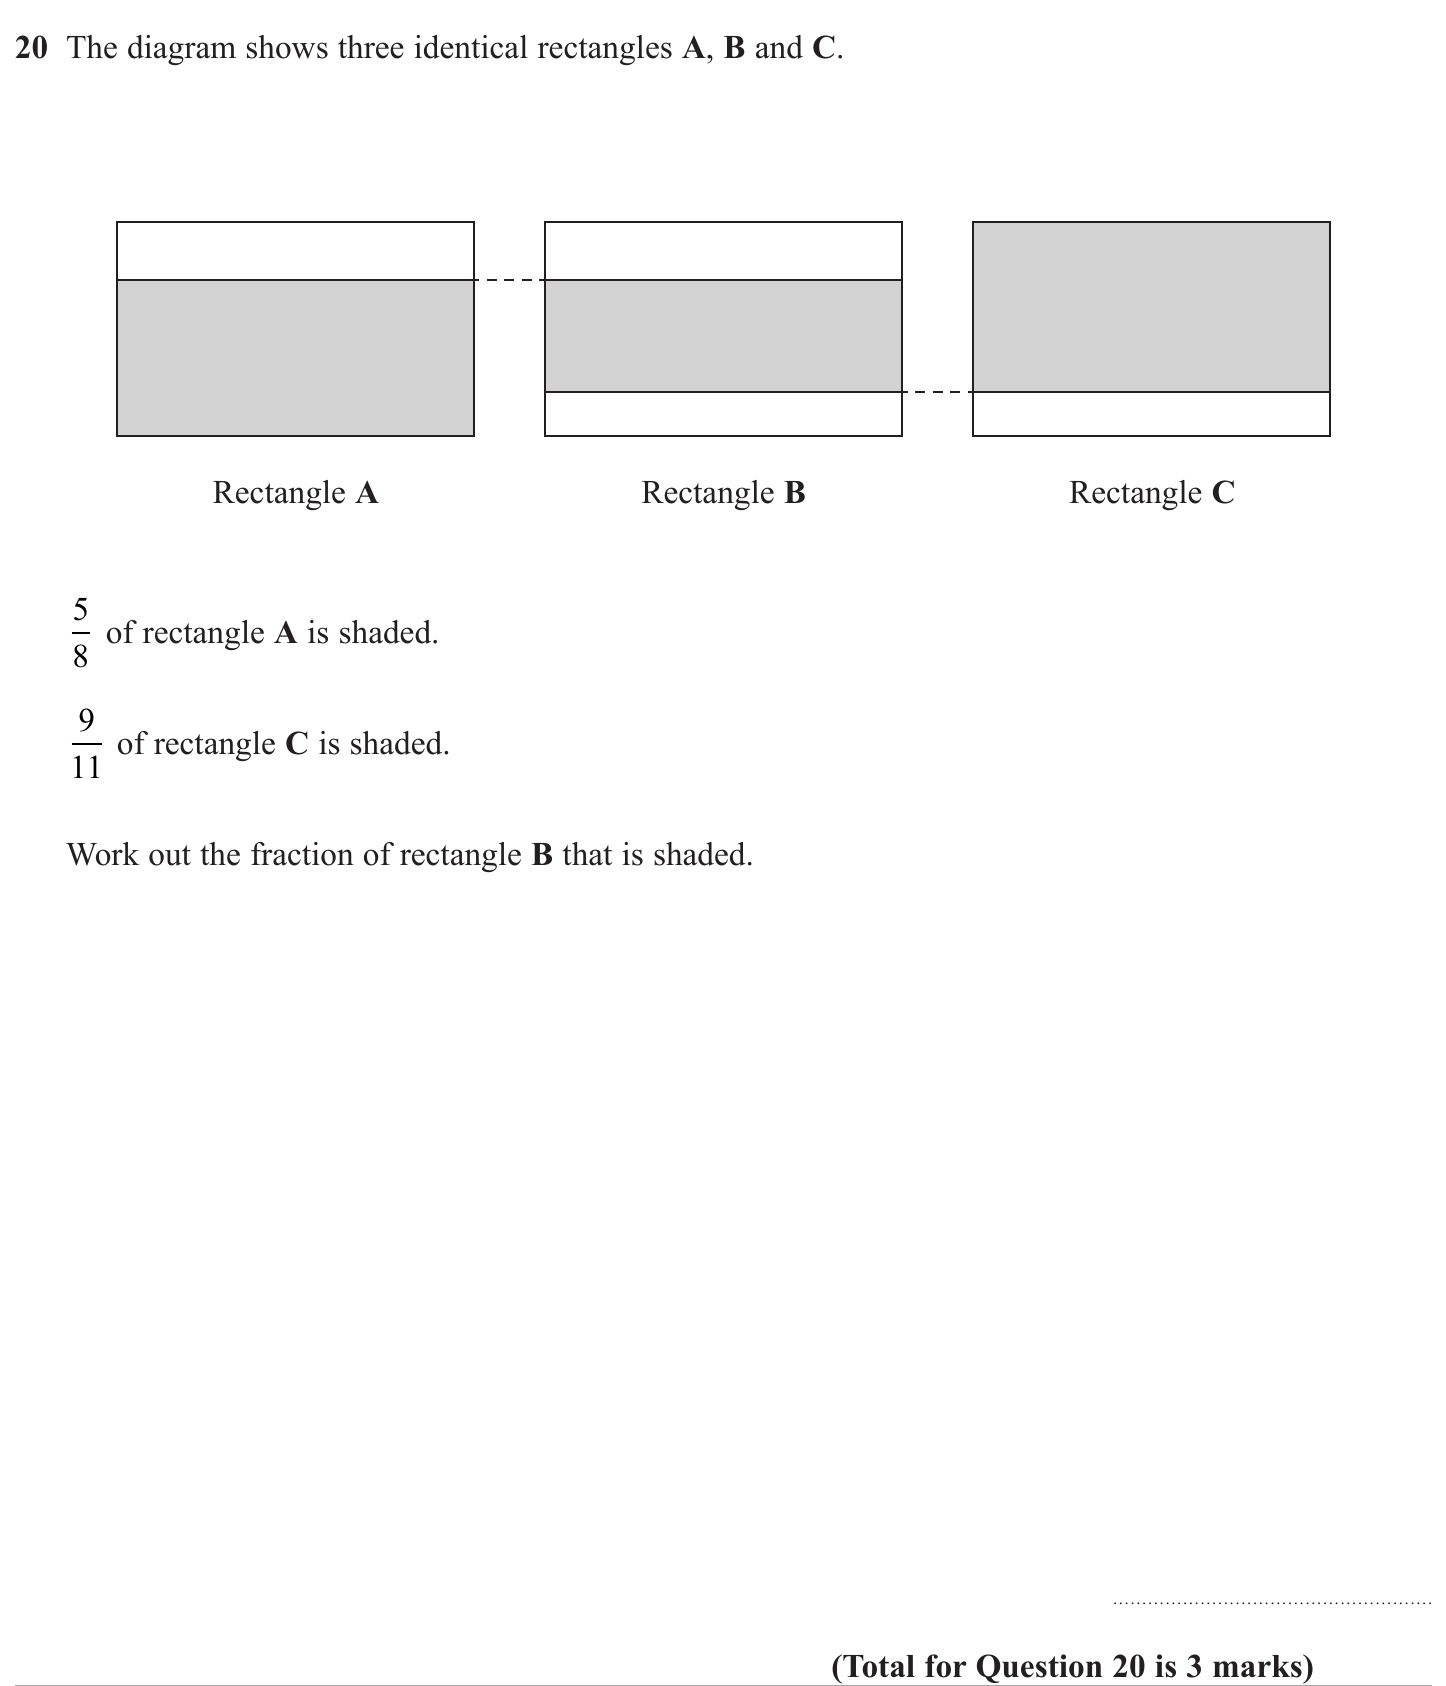 20 The diagram shows three identical rectangles A, B and C.
Rectangle A Rectangle B Rectangle C
5/8 of rectangle A is shaded.
9/11 of rectangle C is shaded.
Work out the fraction of rectangle B that is shaded.
(Total for Question 20 is 3 marks)